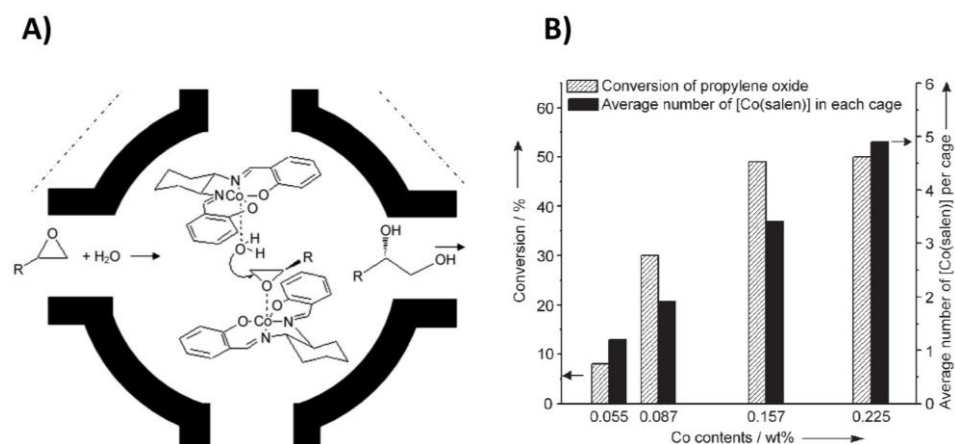 A)
B)
N
N
Co
O
O
H
O
H
O
R
+ H₂O
R
O
OH
OH
R
O
Co
N
O
N
Conversion of propylene oxide
Average number of [Co(salen)] in each cage
Conversion / %
60
50
40
30
20
10
0
6
5
4
3
2
1
0
Average number of [Co(salen)] per cage
0.055
0.087
0.157
0.225
Co contents / wt%